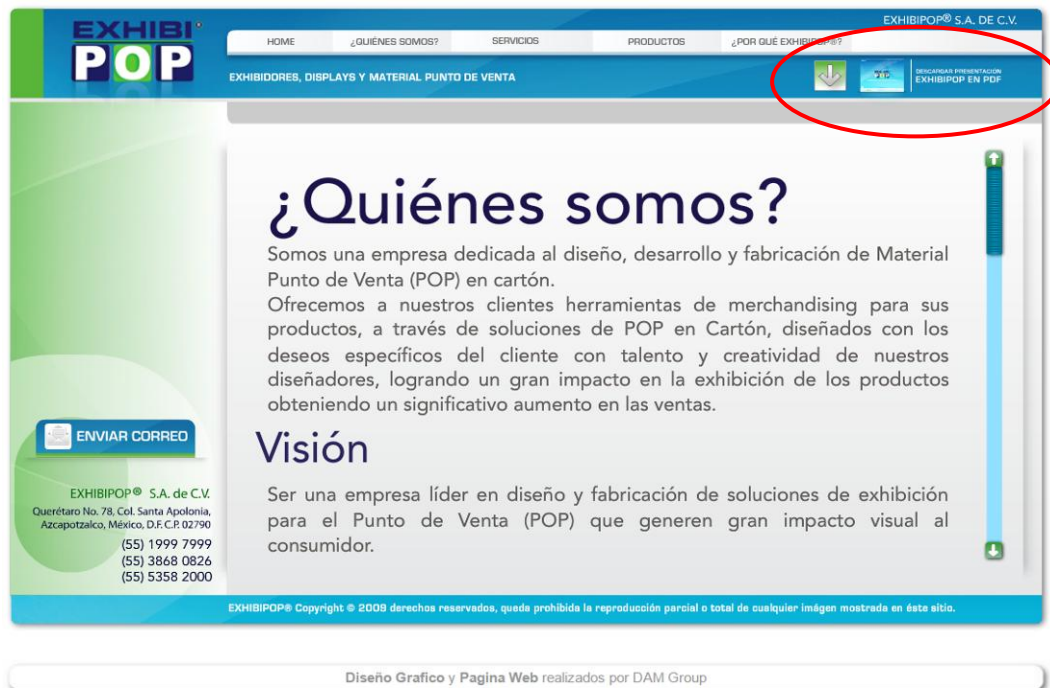 EXHIBI®
POP
EXHIBIPOP® S.A. DE C.V.
HOME ¿QUIÉNES SOMOS? SERVICIOS PRODUCTOS ¿POR QUÉ EXHIBIPOP®?
EXHIBIDORES, DISPLAYS Y MATERIAL PUNTO DE VENTA
DESCARGAR PRESENTACIÓN
EXHIBIPOP EN PDF
¿Quiénes somos?
Somos una empresa dedicada al diseño, desarrollo y fabricación de Material
Punto de Venta (POP) en cartón.
Ofrecemos a nuestros clientes herramientas de merchandising para sus
productos, a través de soluciones de POP en Cartón, diseñados con los
deseos específicos del cliente con talento y creatividad de nuestros
diseñadores, logrando un gran impacto en la exhibición de los productos
obteniendo un significativo aumento en las ventas.
Visión
Ser una empresa líder en diseño y fabricación de soluciones de exhibición
para el Punto de Venta (POP) que generen gran impacto visual al
consumidor.
ENVIAR CORREO
EXHIBIPOP® S.A. de C.V.
Querétaro No. 78, Col. Santa Apolonia,
Azcapotzalco, México, D.F. C.P. 02790
(55) 1999 7999
(55) 3868 0826
(55) 5358 2000
EXHIBIPOP® Copyright © 2009 derechos reservados, queda prohibida la reproducción parcial o total de cualquier imágen mostrada en éste sitio.
Diseño Grafico y Pagina Web realizados por DAM Group